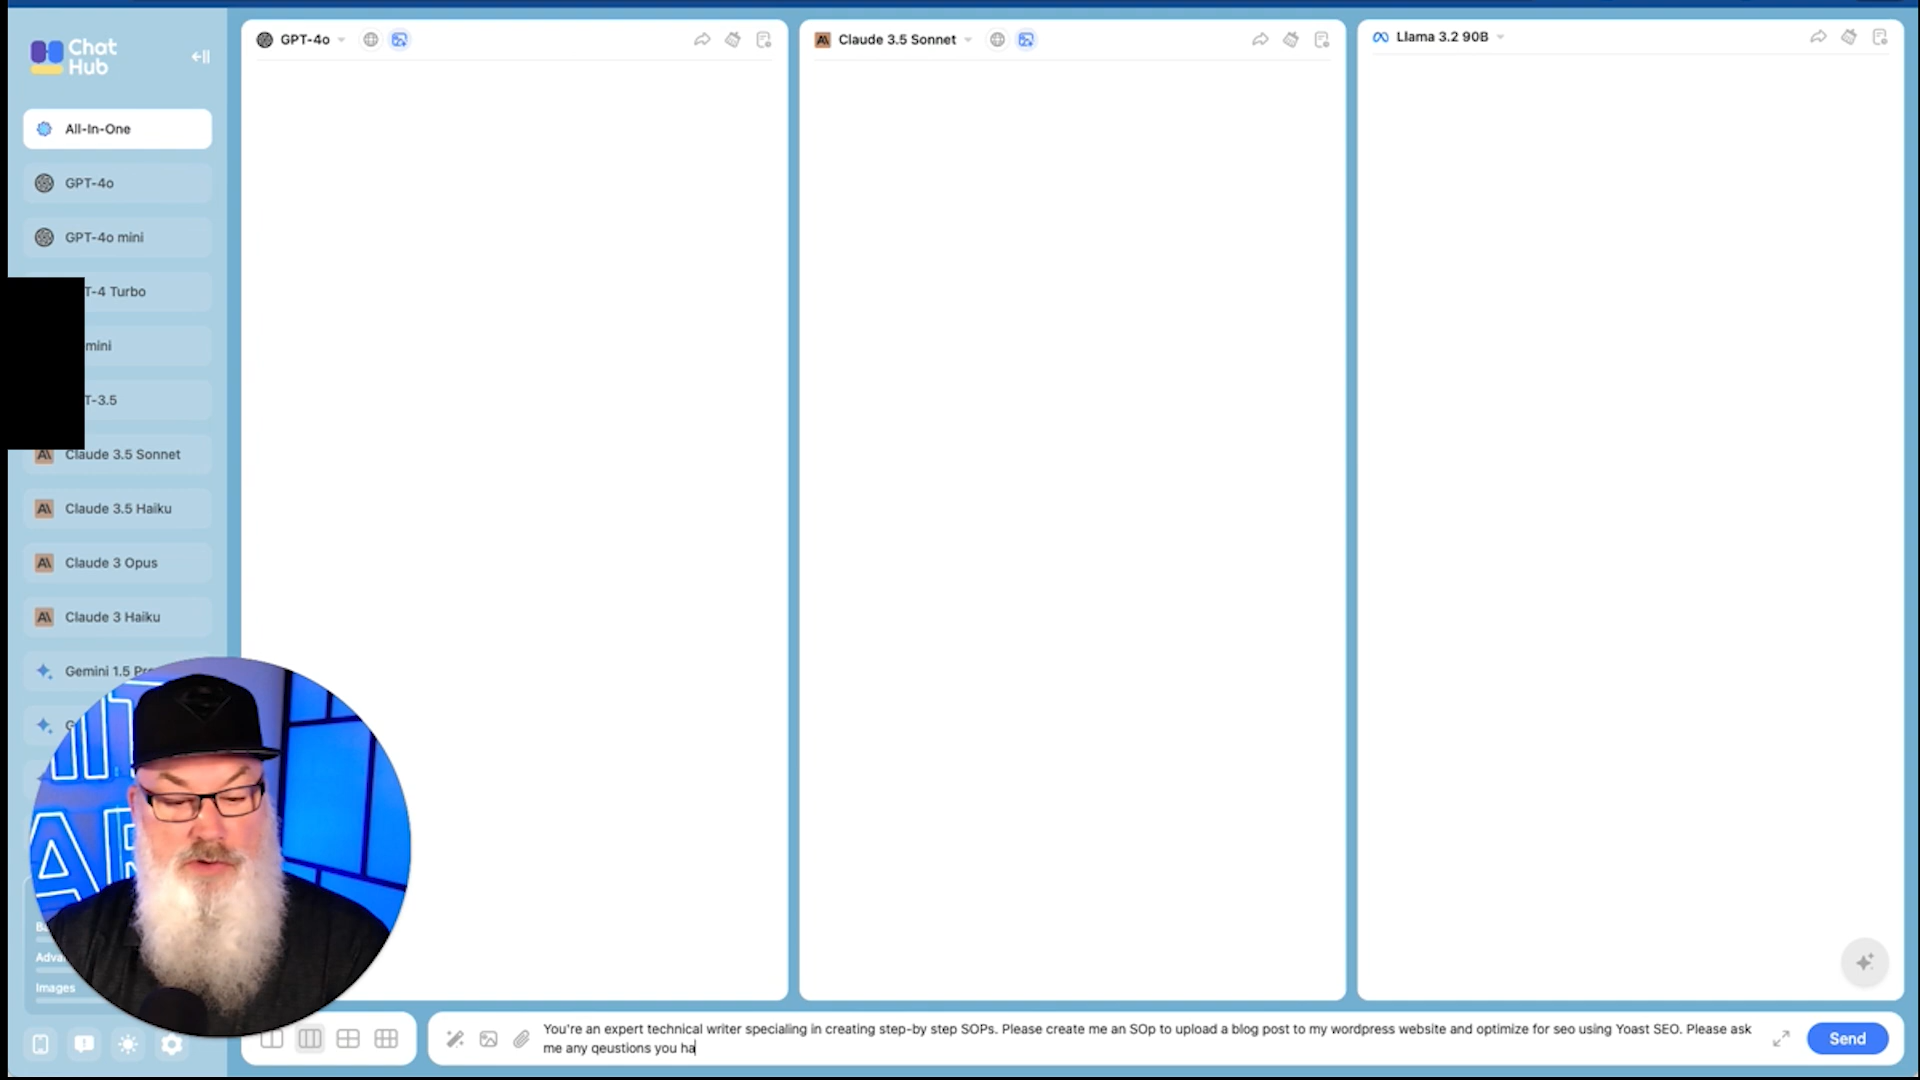 Chat
Hub
All-In-One
GPT-4o
GPT-4o mini
T-4 Turbo
mini
T-3.5
Claude 3.5 Sonnet
Claude 3.5 Haiku
Claude 3 Opus
Claude 3 Haiku
Gemini 1.5 Pr
Adva
Images
GPT-4o
Claude 3.5 Sonnet
Llama 3.2 90B
You're an expert technical writer specialing in creating step-by step SOPs. Please create me an SOp to upload a blog post to my wordpress website and optimize for seo using Yoast SEO. Please ask
me any qeustions you ha
Send